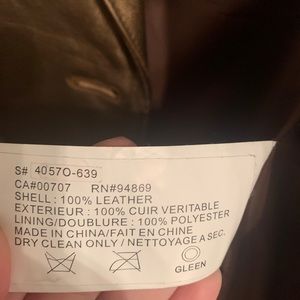 S# 4057O-639
CA#00707 RN#94869
SHELL : 100% LEATHER
EXTERIEUR : 100% CUIR VERITABLE
LINING/DOUBLURE : 100% POLYESTER
MADE IN CHINA/FAIT EN CHINE
DRY CLEAN ONLY / NETTOYAGE A SEC.
GLEEN